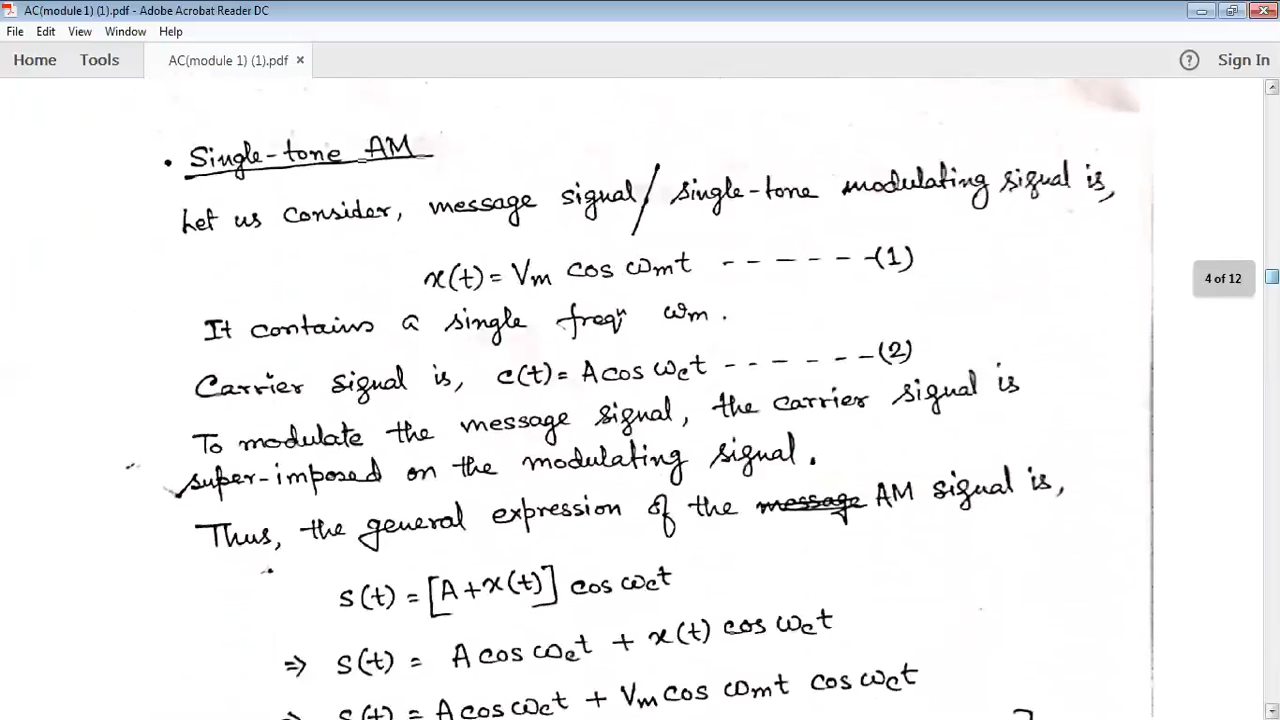 AC(module 1) (1).pdf - Adobe Acrobat Reader DC
File Edit View Window Help
Home Tools AC(module 1) (1).pdf × ? Sign In
• Single-tone AM
Let us consider, message signal/single-tone modulating signal is,
x(t) = Vm cos ωmt ------(1)
4 of 12
It contains a single freqn ωm.
Carrier signal is, c(t) = A cos ωct ------(2)
To modulate the message signal, the carrier signal is
super-imposed on the modulating signal.
Thus, the general expression of the message AM signal is,
s(t) = [A+x(t)] cos ωct
⇒ s(t) = A cos ωct + x(t) cos ωct
⇒ s(t) = A cos ωct + Vm cos ωmt cos ωct